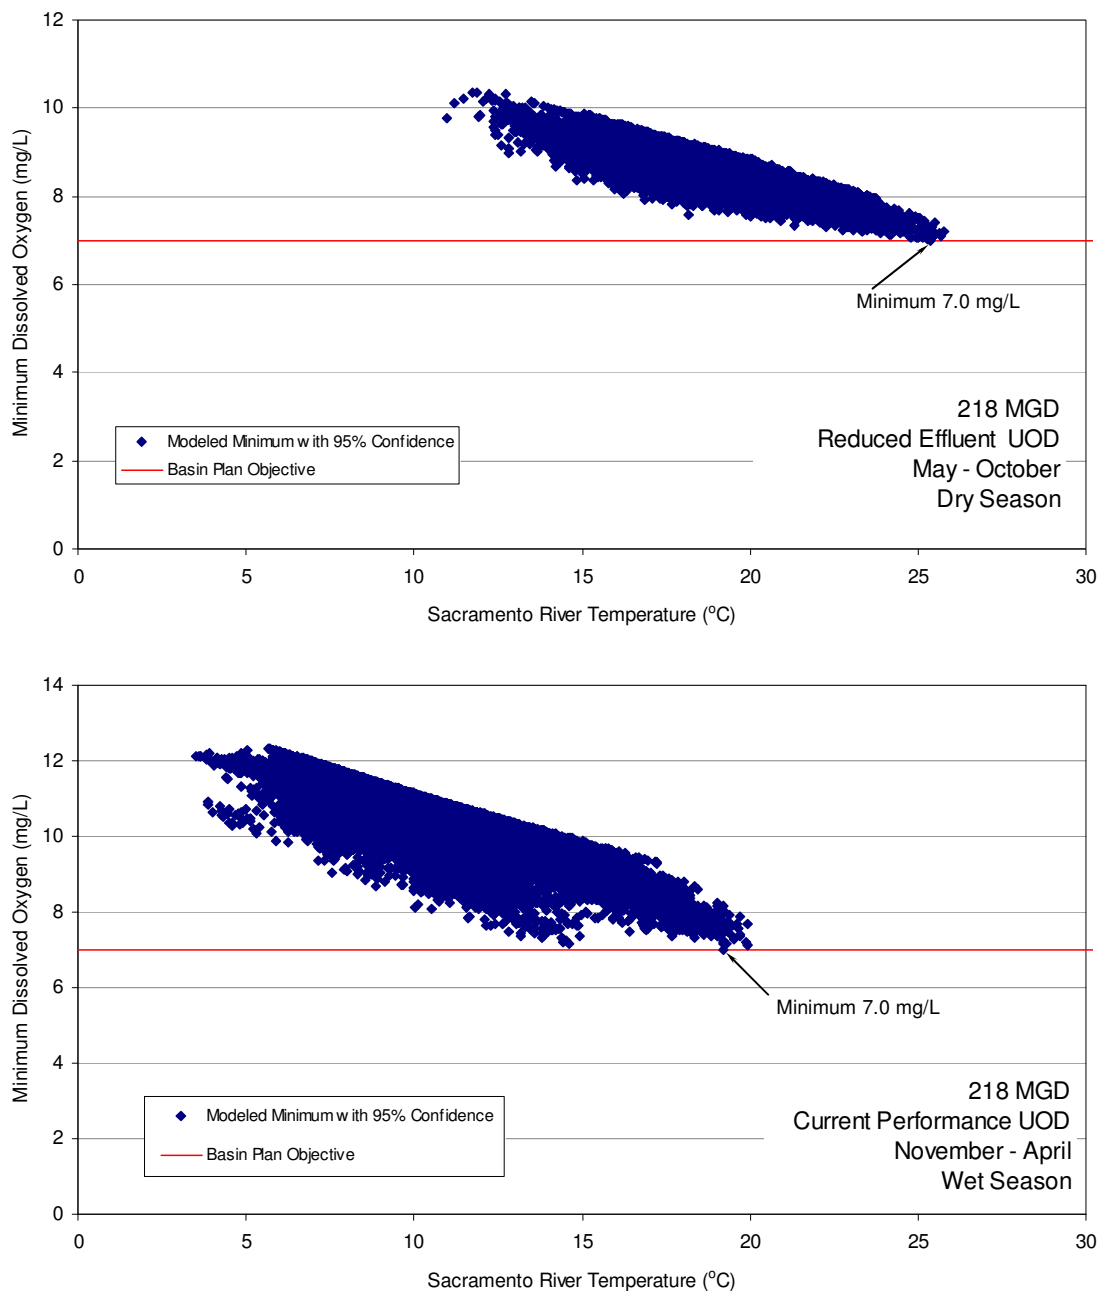 12
10
8
6
4
2
0
Minimum Dissolved Oxygen (mg/L)
Minimum 7.0 mg/L
218 MGD
Reduced Effluent UOD
May - October
Dry Season
Modeled Minimum with 95% Confidence
Basin Plan Objective
0 5 10 15 20 25 30
Sacramento River Temperature (°C)
14
12
10
8
6
4
2
0
Minimum Dissolved Oxygen (mg/L)
Minimum 7.0 mg/L
218 MGD
Current Performance UOD
November - April
Wet Season
Modeled Minimum with 95% Confidence
Basin Plan Objective
0 5 10 15 20 25 30
Sacramento River Temperature (°C)